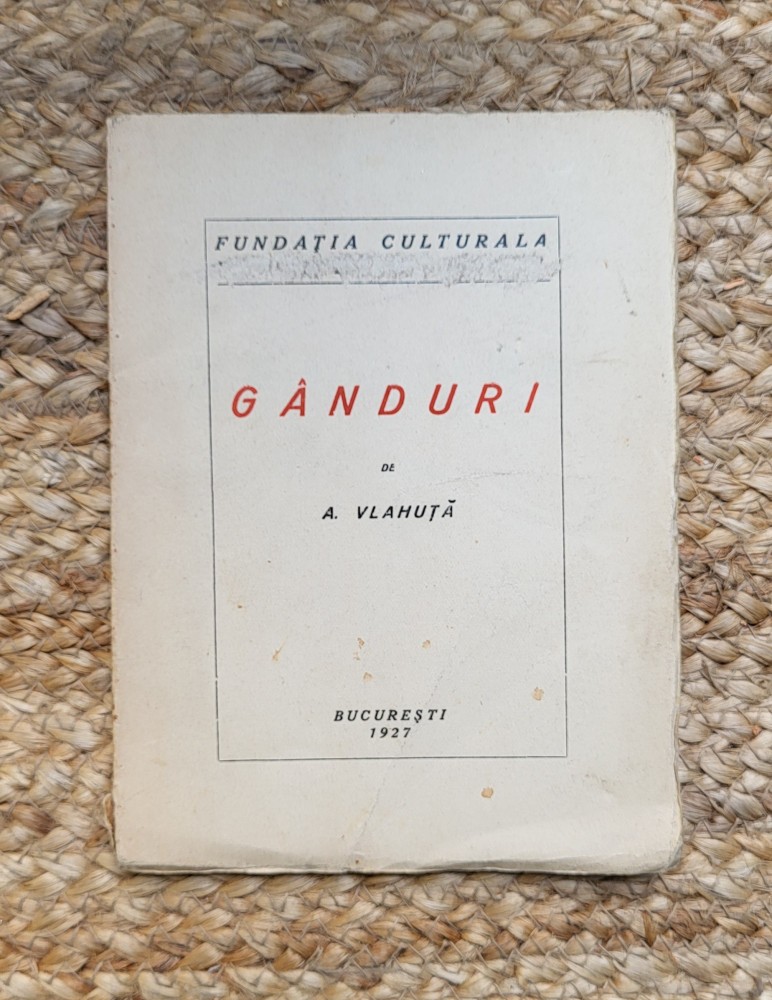 FUNDAȚIA CULTURALA
GÂNDURI
DE
A. VLAHUȚĂ
BUCUREȘTI
1927